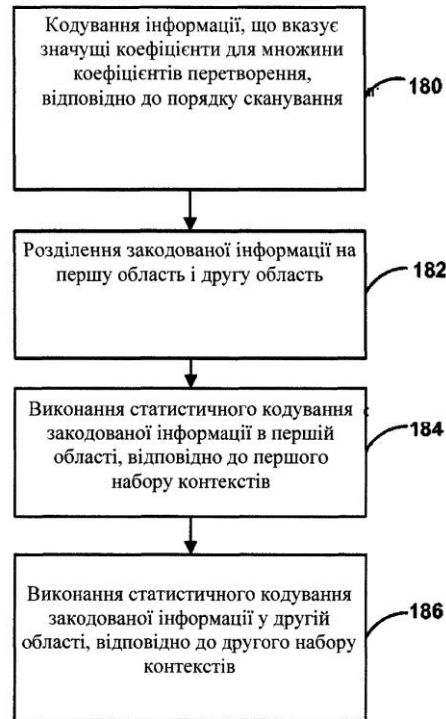 Кодування інформації, що вказує
значущі коефіцієнти для множини
коефіцієнтів перетворення,
відповідно до порядку сканування
180
Розділення закодованої інформації на
першу область і другу область
182
Виконання статистичного кодування
закодованої інформації в першій
області, відповідно до першого
набору контекстів
184
Виконання статистичного кодування
закодованої інформації у другій
області, відповідно до другого набору
контекстів
186